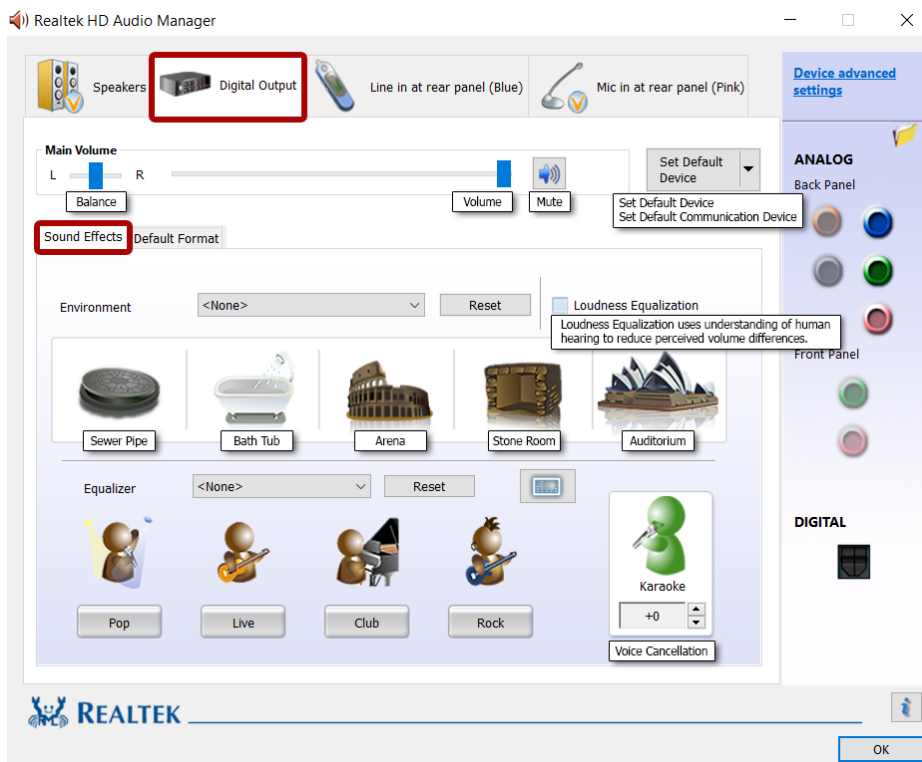 Realtek HD Audio Manager
Speakers
Digital Output
Line in at rear panel (Blue)
Mic in at rear panel (Pink)
Device advanced
settings
Main Volume
L
R
Balance
Volume
Mute
Set Default
Device
Set Default Device
Set Default Communication Device
ANALOG
Back Panel
Sound Effects
Default Format
Environment
<None>
Reset
Loudness Equalization
Loudness Equalization uses understanding of human
hearing to reduce perceived volume differences.
Front Panel
Sewer Pipe
Bath Tub
Arena
Stone Room
Auditorium
Equalizer
<None>
Reset
DIGITAL
Karaoke
+0
Pop
Live
Club
Rock
Voice Cancellation
REALTEK
OK